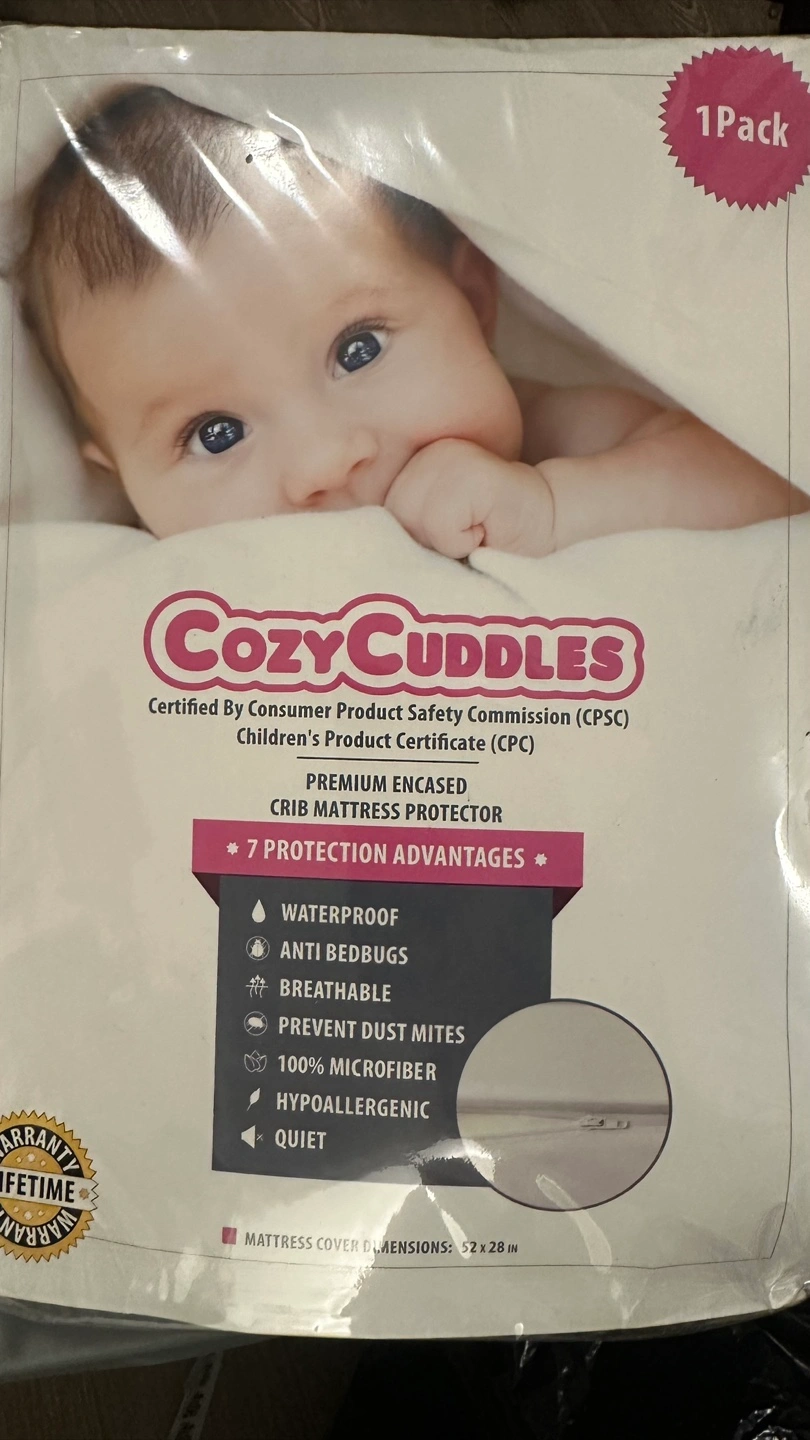 1Pack
COZYCUDDLES
Certified By Consumer Product Safety Commission (CPSC)
Children's Product Certificate (CPC)
PREMIUM ENCASED
CRIB MATTRESS PROTECTOR
7 PROTECTION ADVANTAGES
WATERPROOF
ANTI BEDBUGS
BREATHABLE
PREVENT DUST MITES
100% MICROFIBER
HYPOALLERGENIC
QUIET
WARRANTY
LIFETIME
WARRANTY
MATTRESS COVER DIMENSIONS: 52 x 28 IN